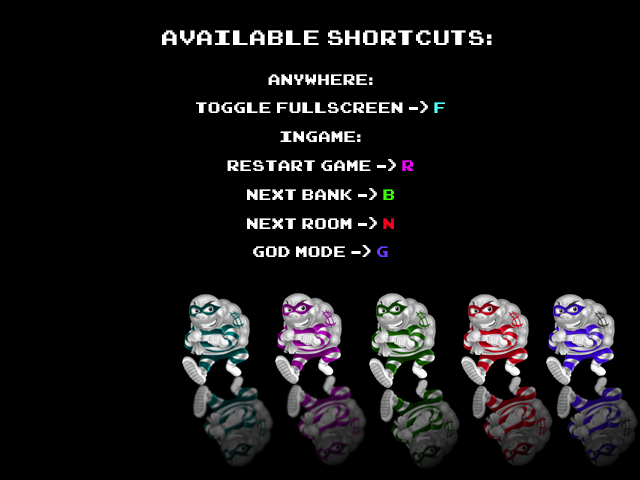 AVAILABLE SHORTCUTS:
ANYWHERE:
TOGGLE FULLSCREEN -> F
INGAME:
RESTART GAME -> R
NEXT BANK -> B
NEXT ROOM -> N
GOD MODE -> G